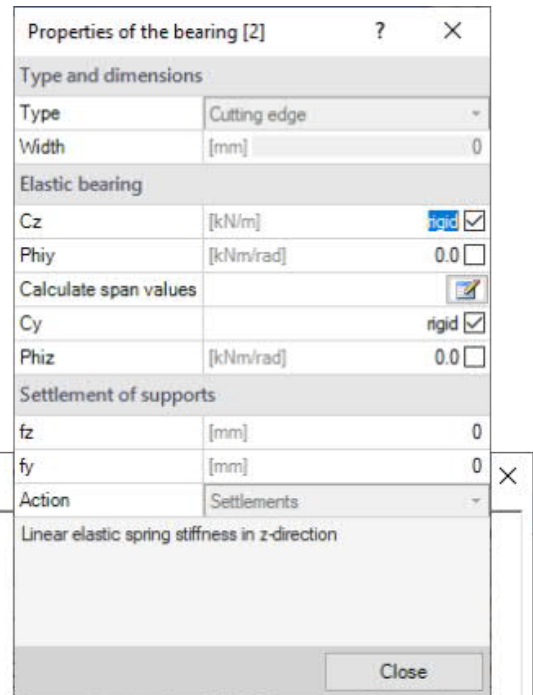 Properties of the bearing [2] ?
Type and dimensions
Type Cutting edge
Width [mm] 0
Elastic bearing
Cz [kN/m] rigid
Phiy [kNm/rad] 0.0
Calculate span values
Cy rigid
Phiz [kNm/rad] 0.0
Settlement of supports
fz [mm] 0
fy [mm] 0
Action Settlements
Linear elastic spring stiffness in z-direction
Close